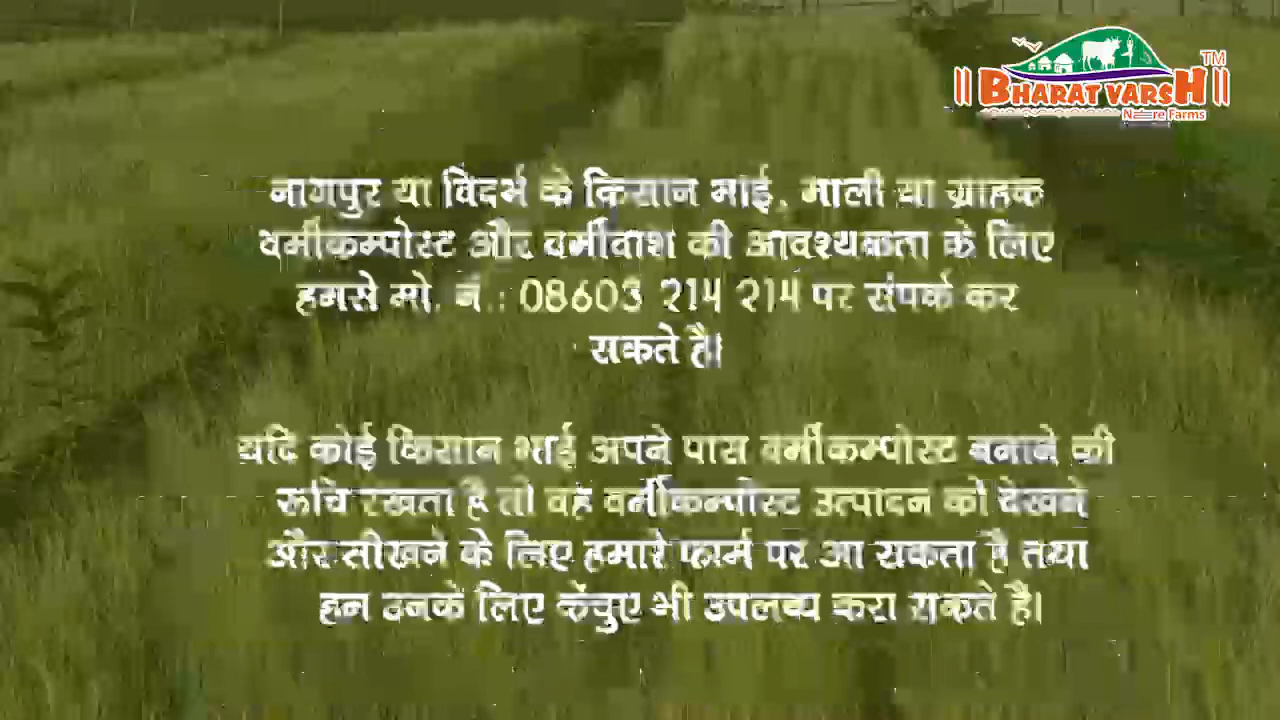 BHARAT VARSH TM
Nature Farms
नागपुर या विदर्भ के किसान भाई, माली या ग्राहक
वर्मीकम्पोस्ट और वर्मीवाश की आवश्यकता के लिए
हमसे मो. नं.: 08603 214 214 पर संपर्क कर
सकते है।
यदि कोई किसान भाई अपने पास वर्मीकम्पोस्ट बनाने की
रूचि रखता है तो वह वर्मीकम्पोस्ट उत्पादन को देखने
और सीखने के लिए हमारे फार्म पर आ सकता है तथा
हम उनके लिए केंचुए भी उपलब्ध करा सकते है।